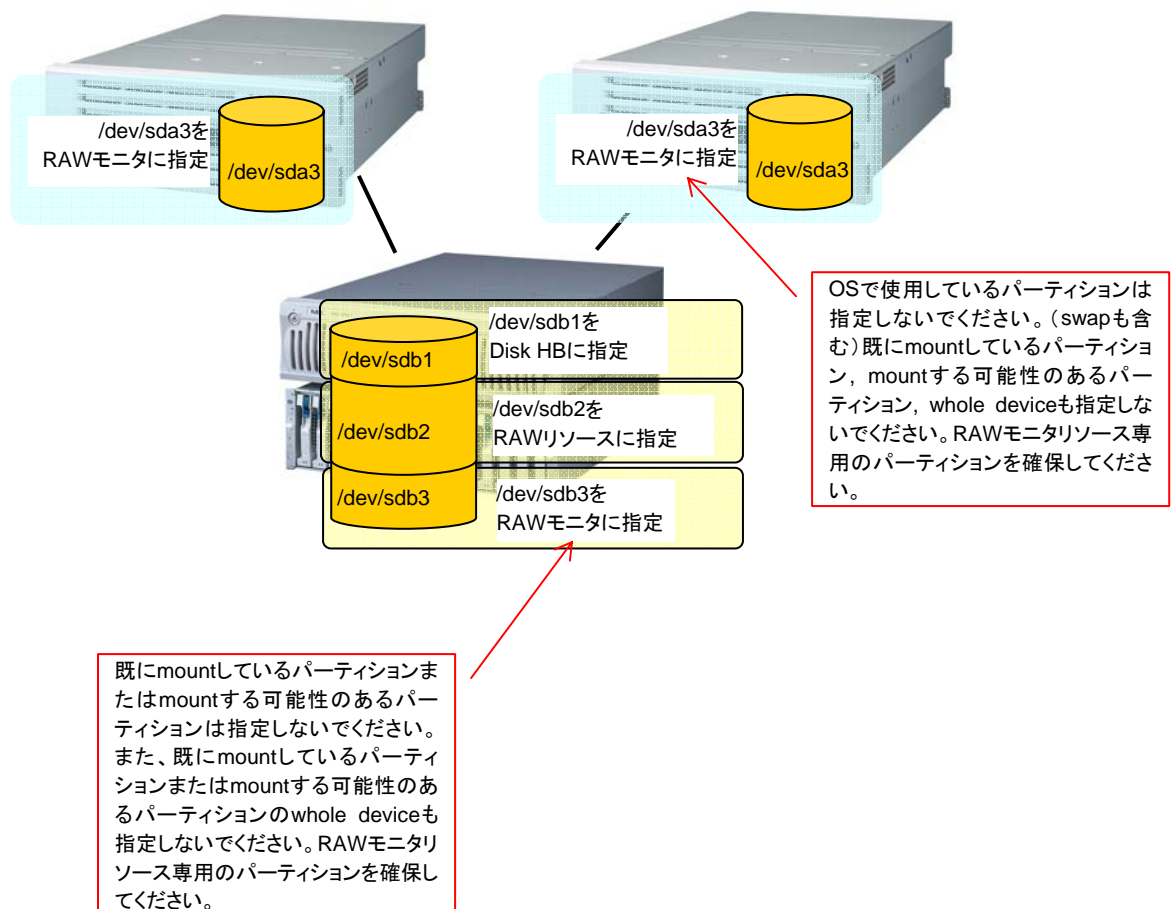 /dev/sda3を
RAWモニタに指定
/dev/sda3
/dev/sda3を
RAWモニタに指定
/dev/sda3
OSで使用しているパーティションは
指定しないでください。（swapも含
む）既にmountしているパーティショ
ン, mountする可能性のあるパー
ティション, whole deviceも指定しな
いでください。RAWモニタリソース専
用のパーティションを確保してくださ
い。
/dev/sdb1
/dev/sdb1を
Disk HBに指定
/dev/sdb2
/dev/sdb2を
RAWリソースに指定
/dev/sdb3
/dev/sdb3を
RAWモニタに指定
既にmountしているパーティションま
たはmountする可能性のあるパー
ティションは指定しないでください。
また、既にmountしているパーティ
ションまたはmountする可能性のあ
るパーティションのwhole deviceも
指定しないでください。RAWモニタリ
ソース専用のパーティションを確保し
てください。